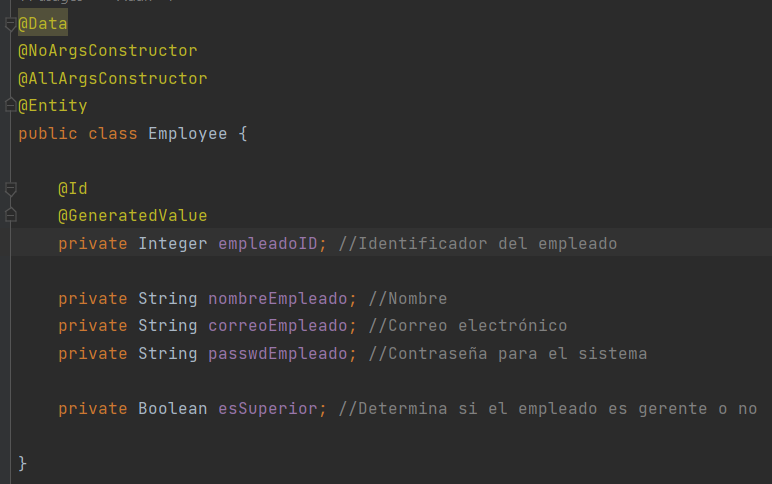 @Data
@NoArgsConstructor
@AllArgsConstructor
@Entity
public class Employee {
@Id
@GeneratedValue
private Integer empleadoID; //Identificador del empleado
private String nombreEmpleado; //Nombre
private String correoEmpleado; //Correo electrónico
private String passwdEmpleado; //Contraseña para el sistema
private Boolean esSuperior; //Determina si el empleado es gerente o no
}